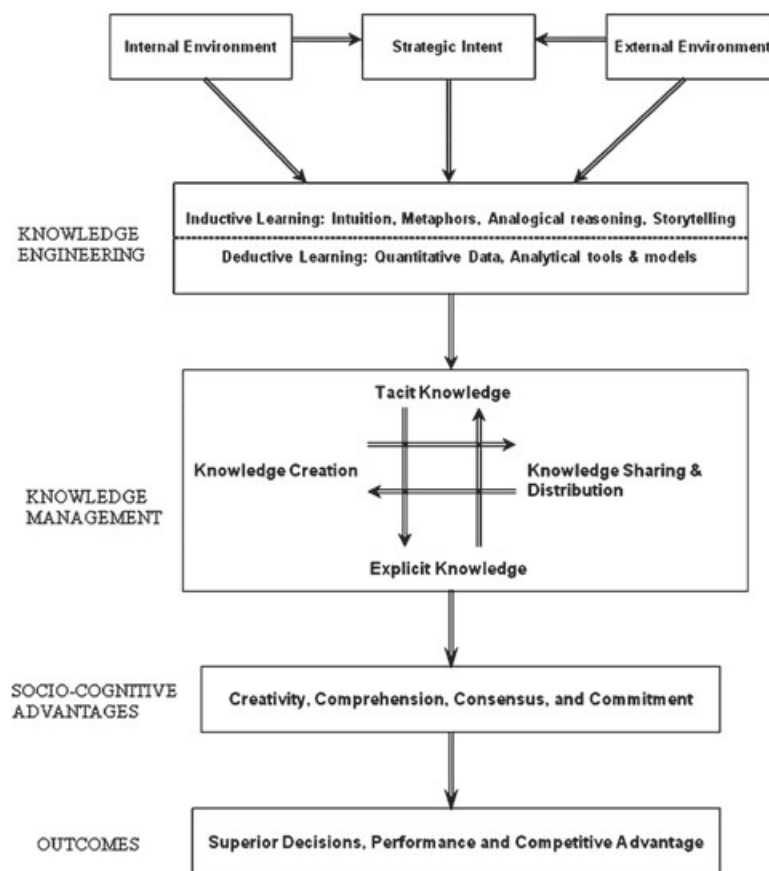 Internal Environment
Strategic Intent
External Environment
KNOWLEDGE
ENGINEERING
Inductive Learning: Intuition, Metaphors, Analogical reasoning, Storytelling
Deductive Learning: Quantitative Data, Analytical tools & models
KNOWLEDGE
MANAGEMENT
Tacit Knowledge
Knowledge Creation
Knowledge Sharing &
Distribution
Explicit Knowledge
SOCIO-COGNITIVE
ADVANTAGES
Creativity, Comprehension, Consensus, and Commitment
OUTCOMES
Superior Decisions, Performance and Competitive Advantage